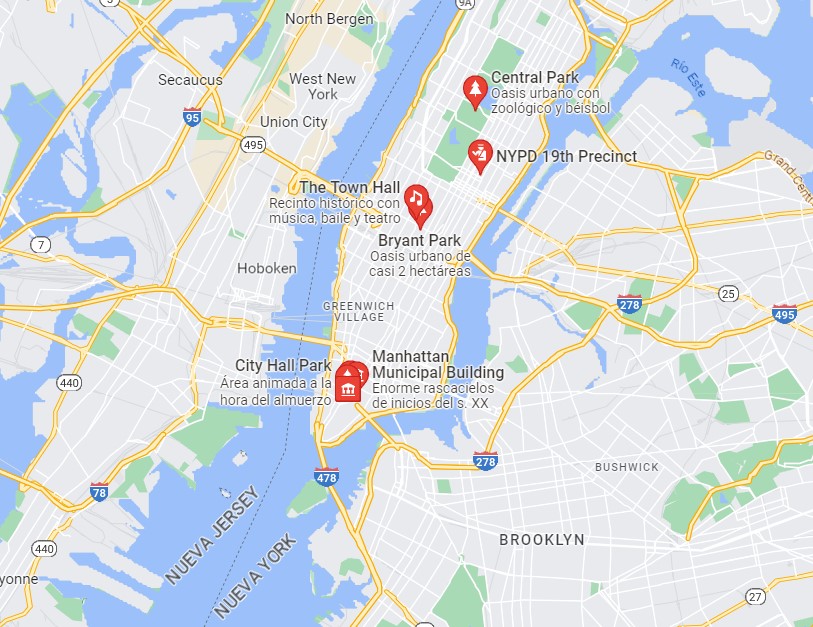 9A
North Bergen
Secaucus
West New
York
Central Park
Oasis urbano con
zoológico y béisbol
Río Este
95
Union City
495
NYPD 19th Precinct
Grand Centr
The Town Hall
Recinto histórico con
música, baile y teatro
7
Bryant Park
Oasis urbano de
casi 2 hectáreas
Hoboken
25
278
495
GREENWICH
VILLAGE
City Hall Park
Área animada a la
hora del almuerzo
Manhattan
Municipal Building
Enorme rascacielos
de inicios del s. XX
440
278
BUSHWICK
478
78
NUEVA JERSEY
NUEVA YORK
BROOKLYN
440
yonne
27